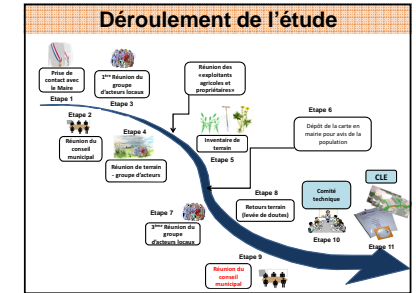 Déroulement de l'étude
Prise de
contact avec
le Maire
Etape 1
1ère Réunion du
groupe
d'acteurs locaux
Etape 3
Réunion des
«exploitants
agricoles et
propriétaires»
Etape 2
Réunion du
conseil
municipal
Etape 4
Réunion de terrain
- groupe d'acteurs
Inventaire de
terrain
Etape 5
Etape 6
Dépôt de la carte en
mairie pour avis de la
population
Etape 7
3ème Réunion du
groupe
d'acteurs locaux
Etape 8
Retours terrain
(levée de doutes)
Etape 9
Réunion du
conseil
municipal
Comité
technique
Etape 10
CLE
Etape 11